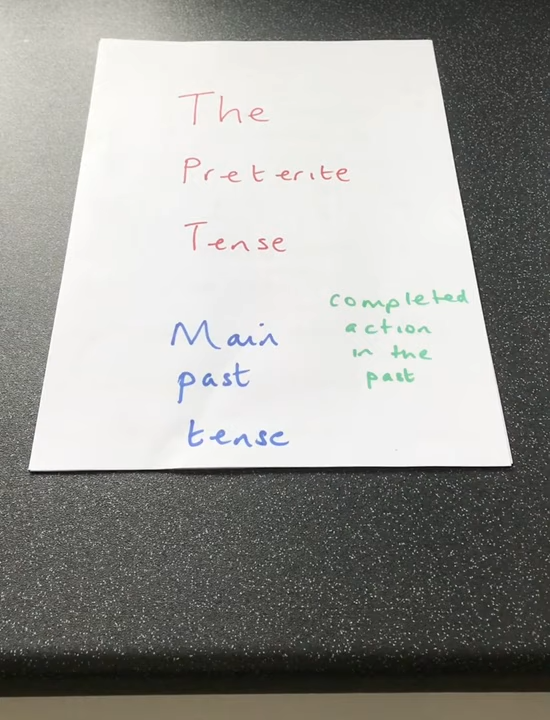 The
Preterite
Tense
Main
past
tense
completed
action
in the
past